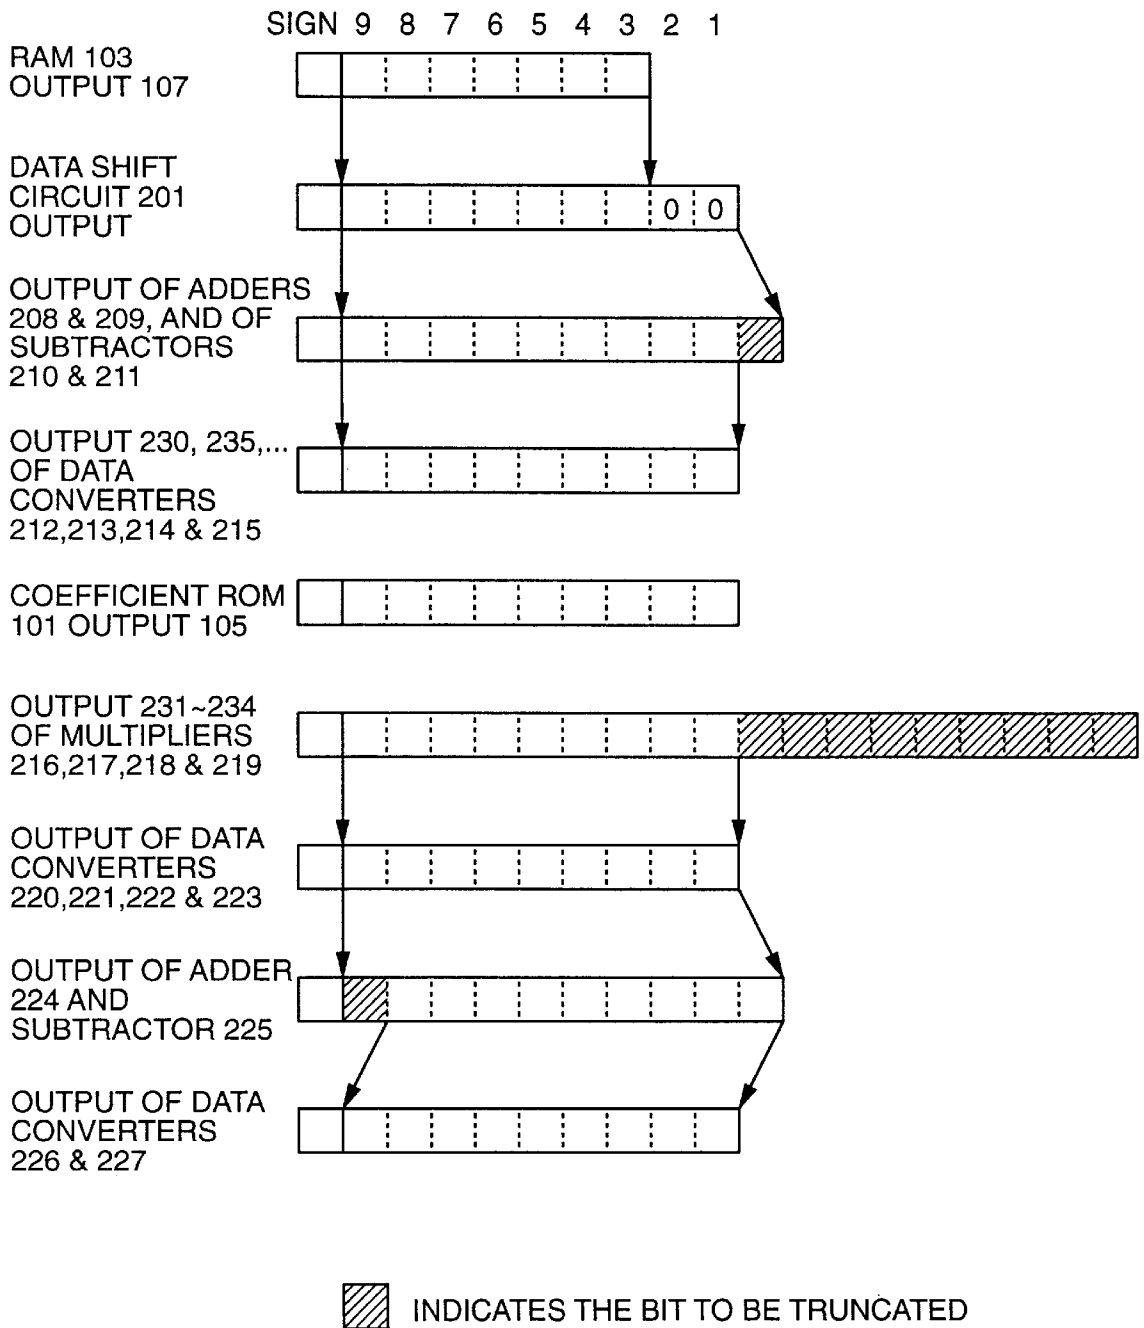 SIGN 9 8 7 6 5 4 3 2 1
RAM 103
OUTPUT 107
DATA SHIFT
CIRCUIT 201
OUTPUT
0 0
OUTPUT OF ADDERS
208 & 209, AND OF
SUBTRACTORS
210 & 211
OUTPUT 230, 235,...
OF DATA
CONVERTERS
212,213,214 & 215
COEFFICIENT ROM
101 OUTPUT 105
OUTPUT 231~234
OF MULTIPLIERS
216,217,218 & 219
OUTPUT OF DATA
CONVERTERS
220,221,222 & 223
OUTPUT OF ADDER
224 AND
SUBTRACTOR 225
OUTPUT OF DATA
CONVERTERS
226 & 227
INDICATES THE BIT TO BE TRUNCATED